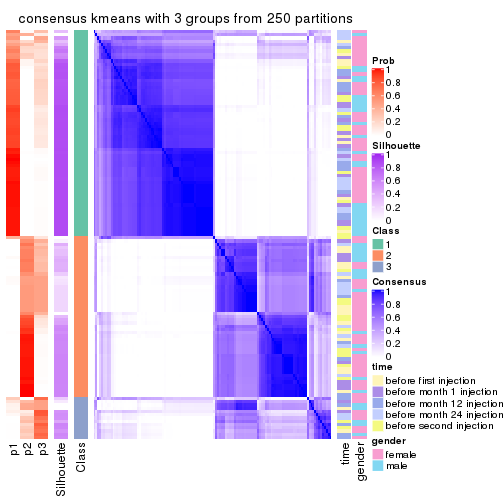 consensus kmeans with 3 groups from 250 partitions
Prob
1
0.8
0.6
0.4
0.2
0
Silhouette
1
0.8
0.6
0.4
0.2
0
Class
1
2
3
Consensus
1
0.8
0.6
0.4
0.2
0
time
before first injection
before month 1 injection
before month 12 injection
before month 24 injection
before second injection
gender
female
male
p1
p2
p3
Silhouette
Class
time
gender